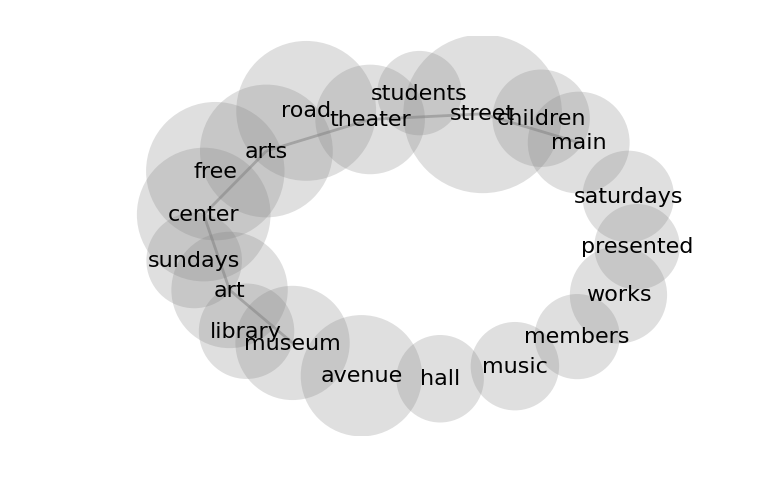 students
road
street
theater
children
main
arts
free
saturdays
center
presented
sundays
art
works
library
members
museum
music
avenue
hall